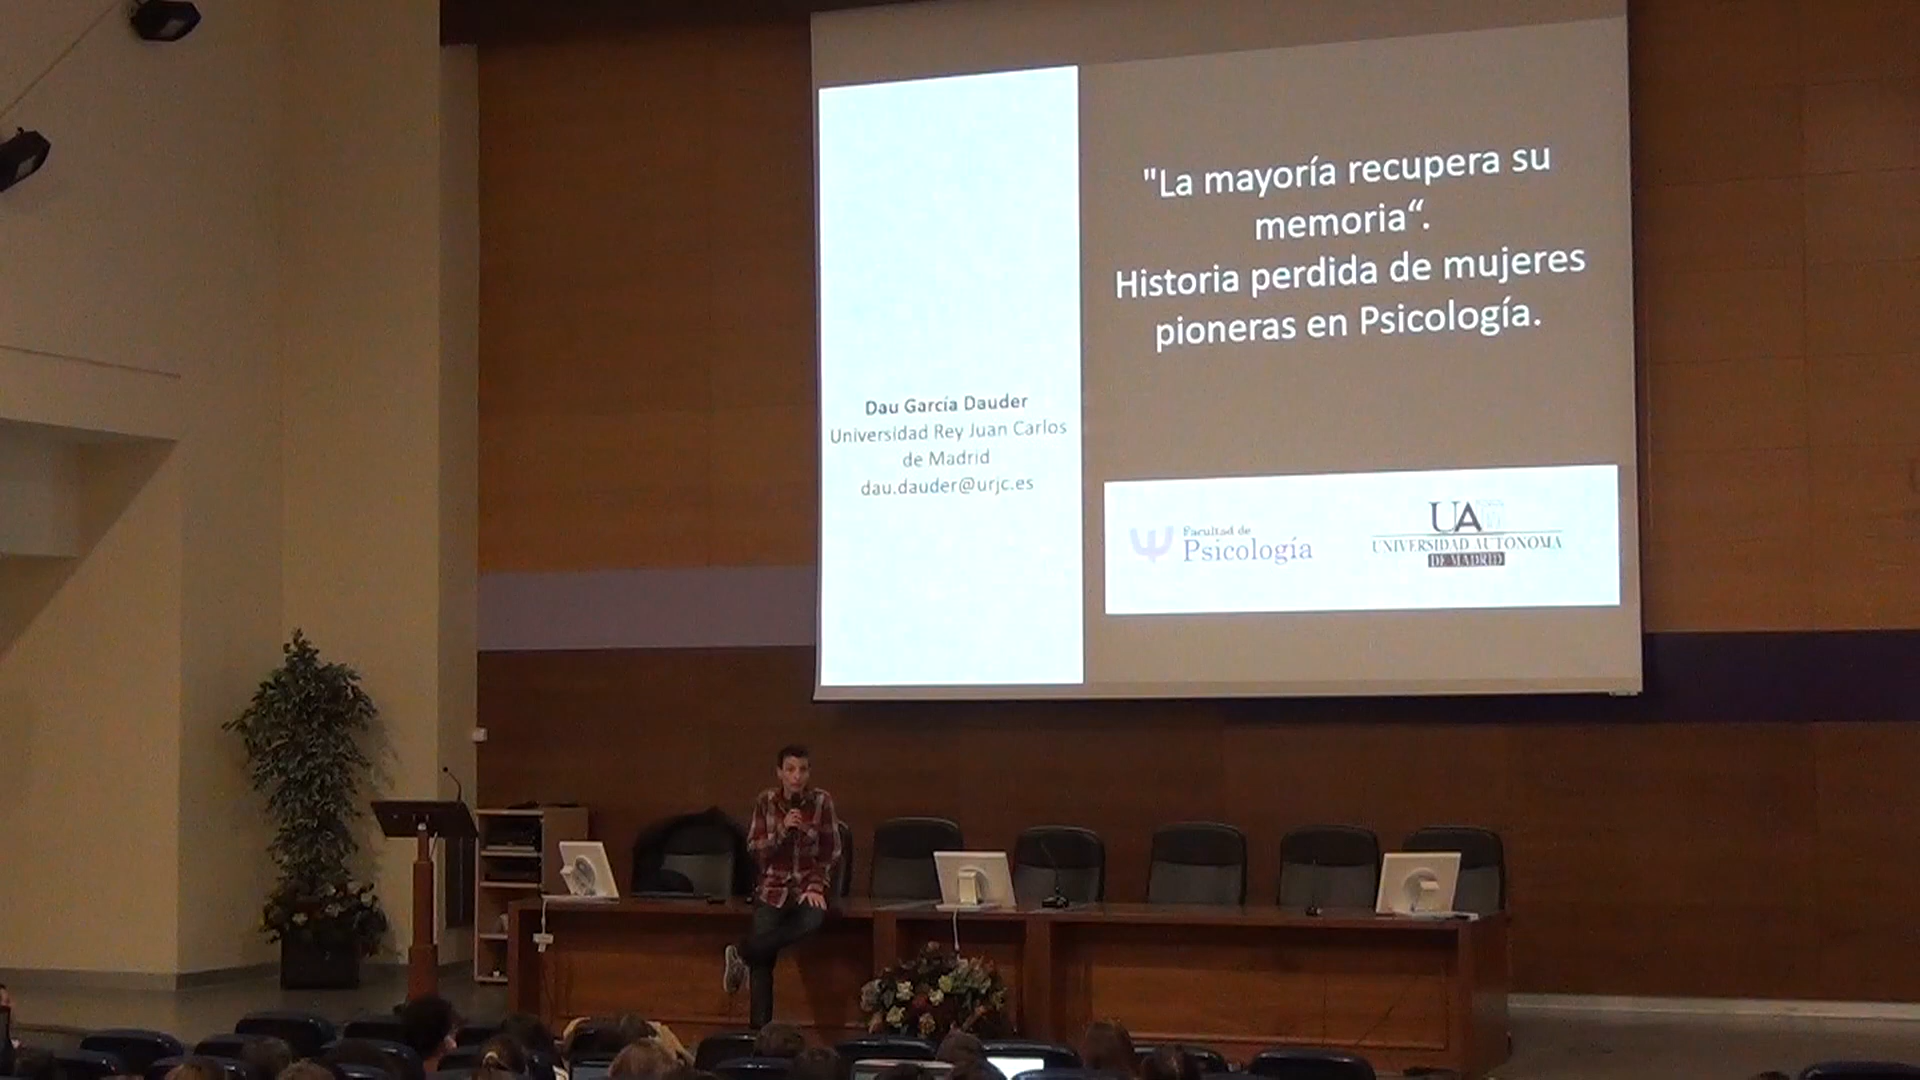 "La mayoría recupera su
memoria“.
Historia perdida de mujeres
pioneras en Psicología.
Dau García Dauder
Universidad Rey Juan Carlos
de Madrid
dau.dauder@urjc.es
Facultad de
Psicología
UA
UNIVERSIDAD AUTONOMA
DE MADRID